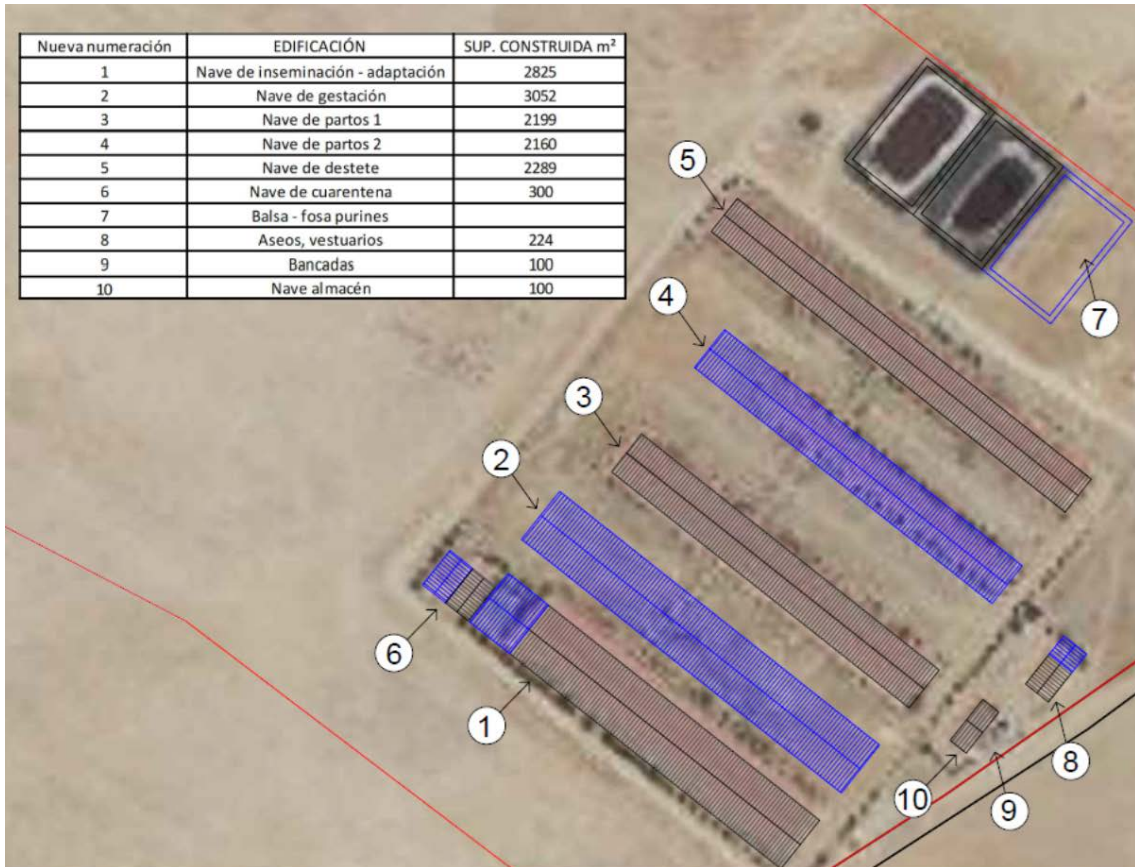 Nueva numeración EDIFICACIÓN SUP. CONSTRUIDA m²
1 Nave de inseminación - adaptación 2825
2 Nave de gestación 3052
3 Nave de partos 1 2199
4 Nave de partos 2 2160
5 Nave de destete 2289
6 Nave de cuarentena 300
7 Balsa - fosa purines
8 Aseos, vestuarios 224
9 Bancadas 100
10 Nave almacén 100
5
4
7
3
2
6
1
8
10
9